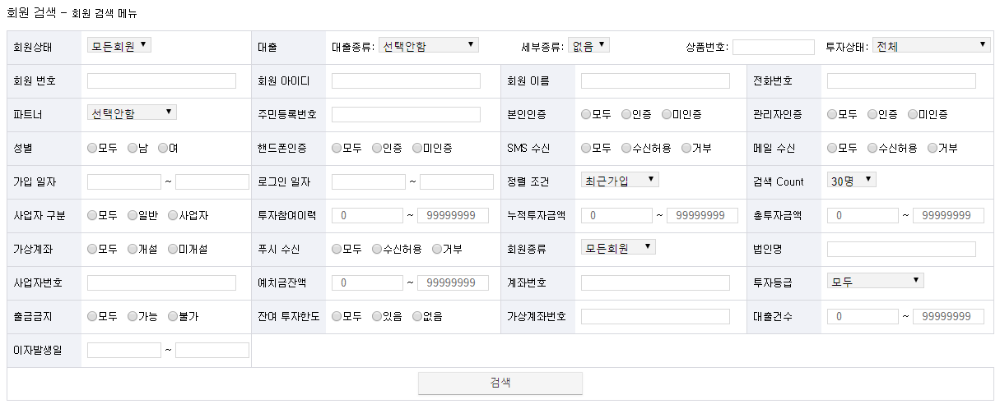 회원 검색 - 회원 검색 메뉴
회원상태 모든회원 대출 대출종류: 선택안함 세부종류: 없음 상품번호: 투자상태: 전체
회원 번호 회원 아이디 회원 이름 전화번호
파트너 선택안함 주민등록번호 본인인증 모두 인증 미인증 관리자인증 모두 인증 미인증
성별 모두 남 여 핸드폰인증 모두 인증 미인증 SMS 수신 모두 수신허용 거부 메일 수신 모두 수신허용 거부
가입 일자 ~ 로그인 일자 ~ 정렬 조건 최근가입 검색 Count 30명
사업자 구분 모두 일반 사업자 투자참여이력 0 ~ 99999999 누적투자금액 0 ~ 99999999 총투자금액 0 ~ 99999999
가상계좌 모두 개설 미개설 푸시 수신 모두 수신허용 거부 회원종류 모든회원 법인명
사업자번호 예치금잔액 0 ~ 99999999 계좌번호 투자등급 모두
출금금지 모두 가능 불가 잔여 투자한도 모두 있음 없음 가상계좌번호 대출건수 0 ~ 99999999
이자발생일 ~
검색